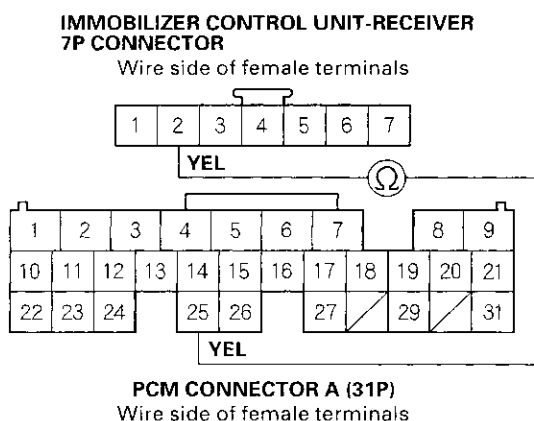 IMMOBILIZER CONTROL UNIT-RECEIVER
7P CONNECTOR
Wire side of female terminals
1 2 3 4 5 6 7
YEL
Ω
1 2 3 4 5 6 7 8 9
10 11 12 13 14 15 16 17 18 19 20 21
22 23 24 25 26 27 29 31
YEL
PCM CONNECTOR A (31P)
Wire side of female terminals